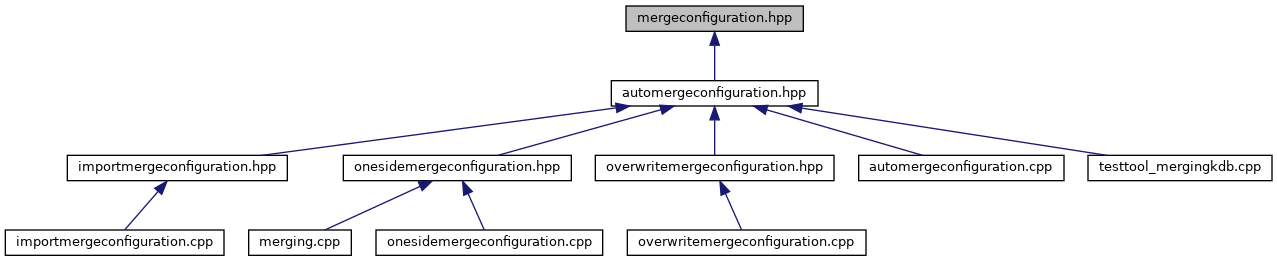 mergeconfiguration.hpp
automergeconfiguration.hpp
importmergeconfiguration.hpp
onesidemergeconfiguration.hpp
overwritemergeconfiguration.hpp
automergeconfiguration.cpp
testtool_mergingkdb.cpp
importmergeconfiguration.cpp
merging.cpp
onesidemergeconfiguration.cpp
overwritemergeconfiguration.cpp